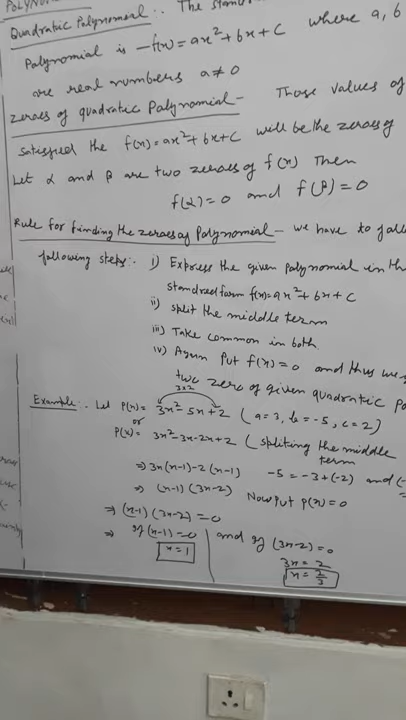 POLYNO
Quadratic Polynomial :. The stand
Polynomial is f(x) = ax² + bx + c where a, b
are real numbers a ≠ 0
zeroes of quadratic Polynomial - Those values of
satisfied the f(x) = ax² + bx + c will be the zeroes of
Let α and β are two zeroes of f(x) Then
f(α) = 0 and f(β) = 0
Rule for finding the zeroes of Polynomial - we have to follo
following steps :. i) Express the given polynomial in th
standred form f(x) = ax² + bx + c
ii) split the middle term
iii) Take common in both
iv) Again Put f(x) = 0 and thus we
two zero of given quadratic Po
3x2
Example :. Let P(x) = 3x² - 5x + 2 (a = 3, b = -5, c = 2)
or
P(x) = 3x² - 3x - 2x + 2 (spliting the middle
term
⇒ 3x(x-1) - 2(x-1) -5 = -3 + (-2) and (-
⇒ (x-1) (3x-2) Now Put P(x) = 0
⇒ (x-1) (3x-2) = 0
⇒ if (x-1) = 0 and if (3x-2) = 0
x = 1 3x = 2
x = 2/3